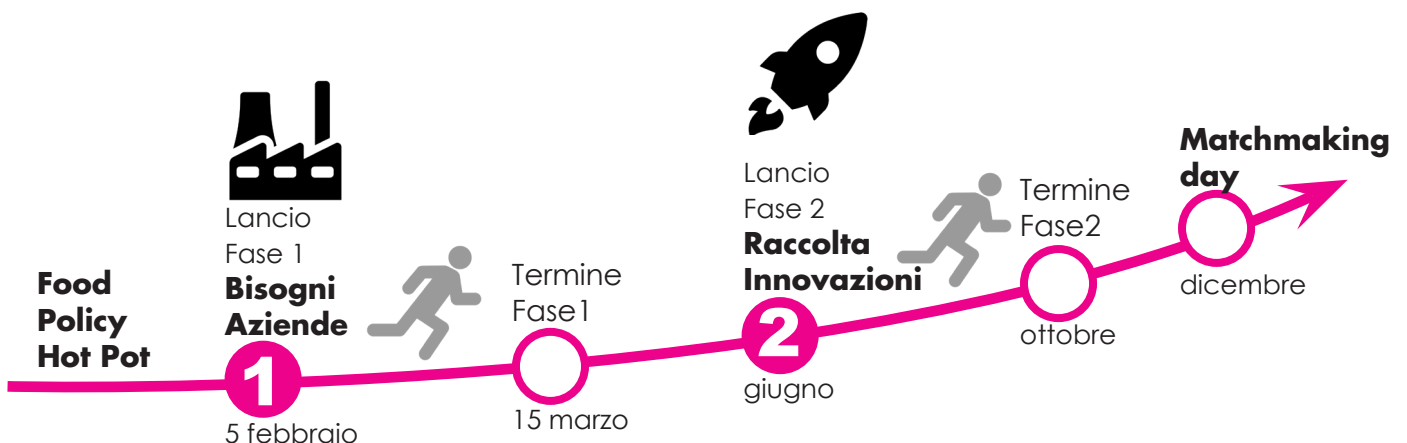 Food
Policy
Hot Pot
Lancio
Fase 1
Bisogni
Aziende
1
5 febbraio
Termine
Fase1
15 marzo
Lancio
Fase 2
Raccolta
Innovazioni
2
giugno
Termine
Fase2
ottobre
Matchmaking
day
dicembre